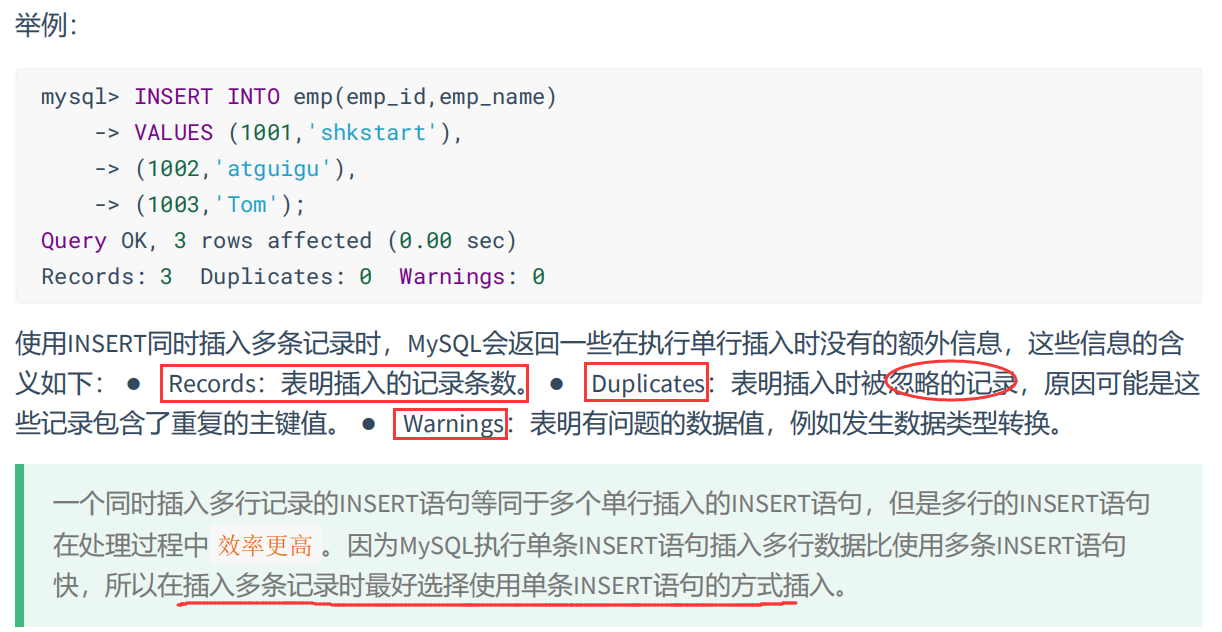 举例：
mysql> INSERT INTO emp(emp_id,emp_name)
-> VALUES (1001,'shkstart'),
-> (1002,'atguigu'),
-> (1003,'Tom');
Query OK, 3 rows affected (0.00 sec)
Records: 3  Duplicates: 0  Warnings: 0
使用INSERT同时插入多条记录时，MySQL会返回一些在执行单行插入时没有的额外信息，这些信息的含
义如下： ● Records：表明插入的记录条数。 ● Duplicates：表明插入时被忽略的记录，原因可能是这
些记录包含了重复的主键值。 ● Warnings：表明有问题的数据值，例如发生数据类型转换。
一个同时插入多行记录的INSERT语句等同于多个单行插入的INSERT语句，但是多行的INSERT语句
在处理过程中 效率更高 。因为MySQL执行单条INSERT语句插入多行数据比使用多条INSERT语句
快，所以在插入多条记录时最好选择使用单条INSERT语句的方式插入。